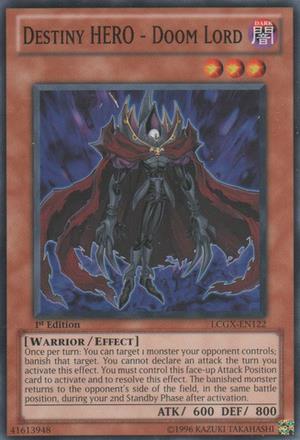 DESTINY HERO - DOOM LORD
DARK
闇
1st Edition
LCGX-EN122
[WARRIOR / EFFECT]
Once per turn: You can target 1 monster your opponent controls;
banish that target. You cannot declare an attack the turn you
activate this effect. You must control this face-up Attack Position
card to activate and to resolve this effect. The banished monster
returns to the opponent's side of the field, in the same battle
position, during your 2nd Standby Phase after activation.
ATK/ 600 DEF/ 800
41613948
©1996 KAZUKI TAKAHASHI